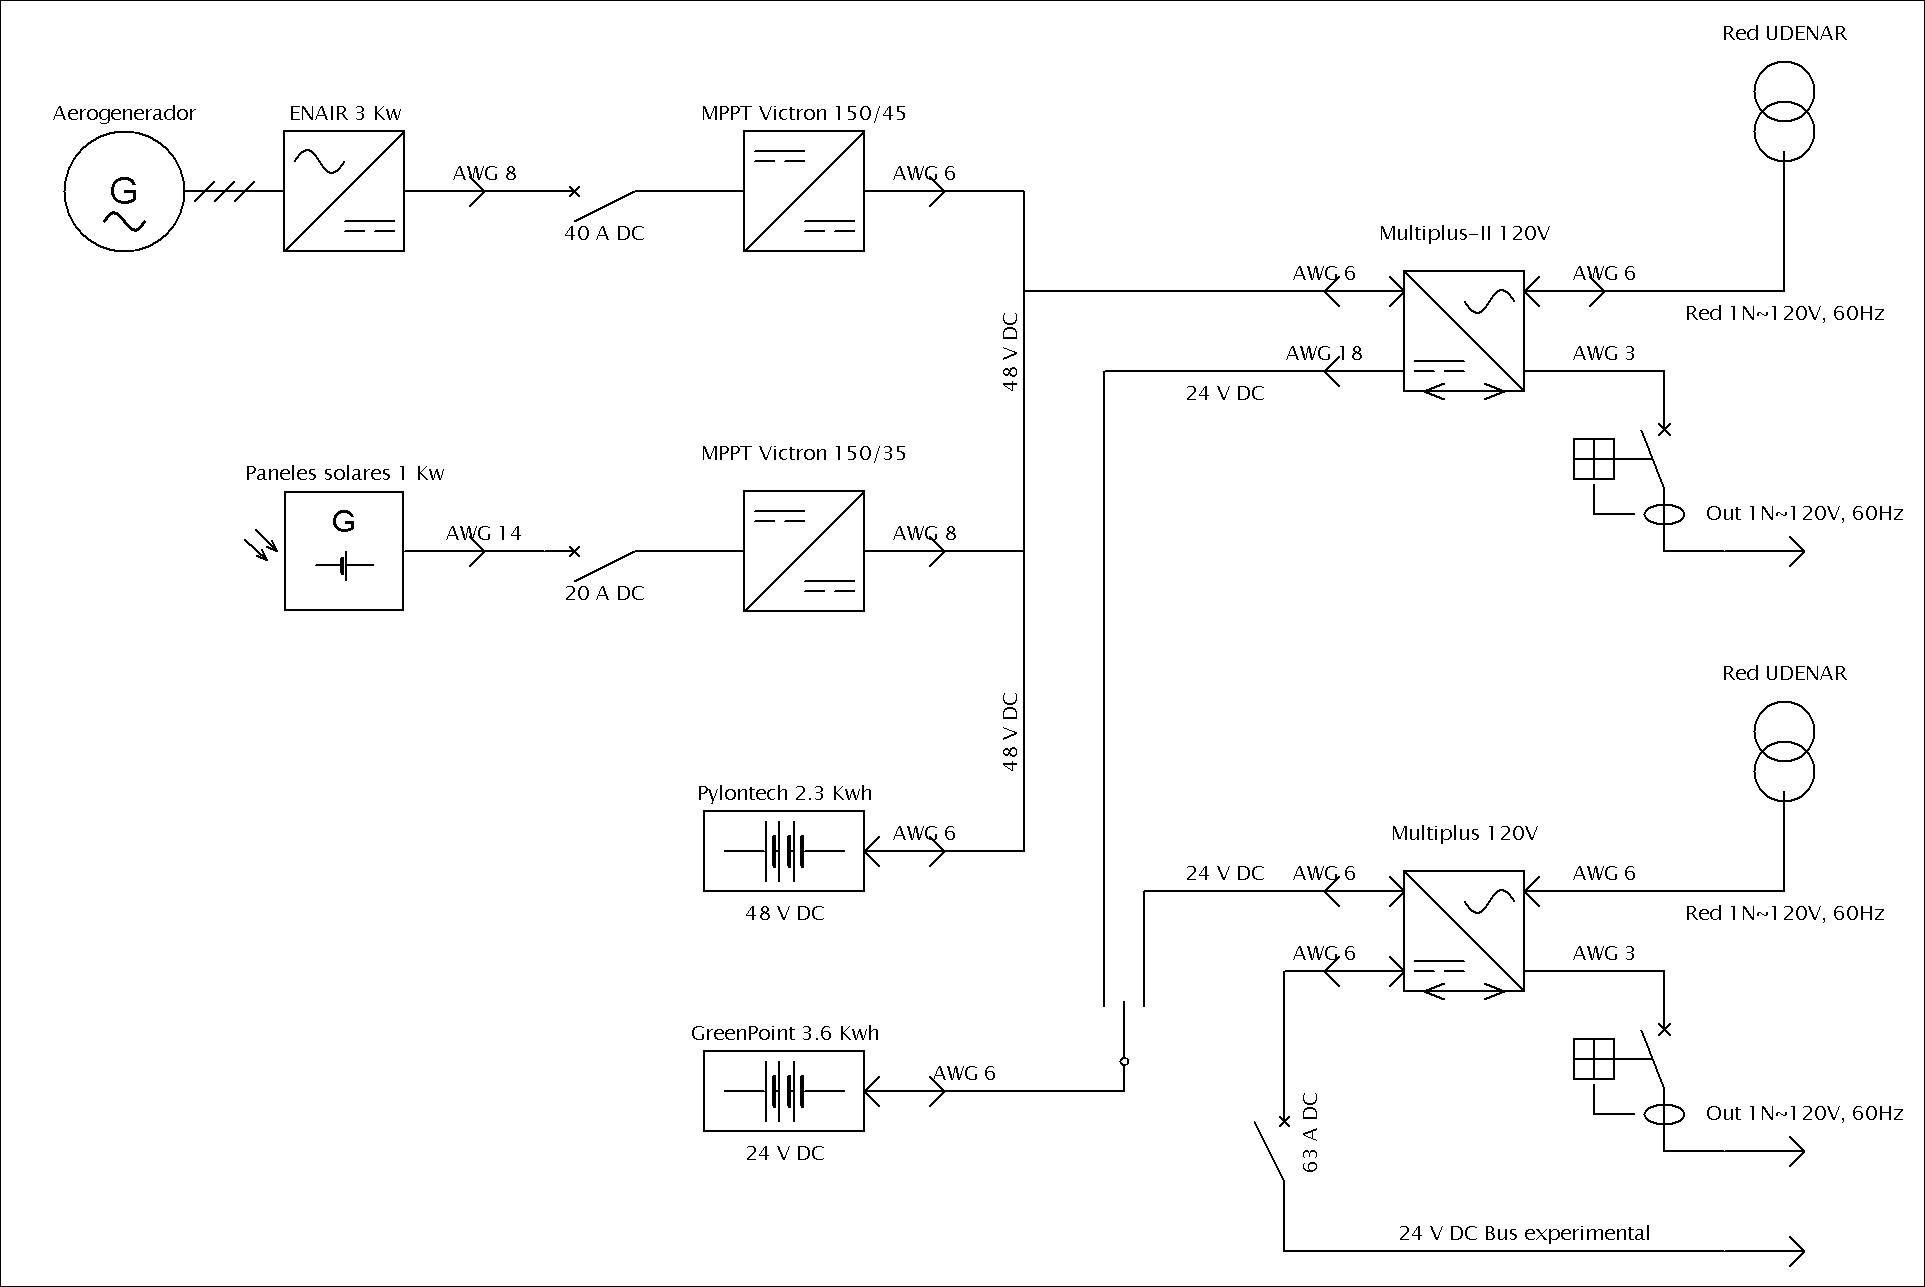 Red UDENAR
Aerogenerador
ENAIR 3 Kw
MPPT Victron 150/45
G
AWG 8
AWG 6
40 A DC
Multiplus-II 120V
AWG 6
AWG 6
Red 1N~120V, 60Hz
48 V DC
AWG 18
AWG 3
24 V DC
MPPT Victron 150/35
Paneles solares 1 Kw
G
AWG 14
AWG 8
20 A DC
Out 1N~120V, 60Hz
Red UDENAR
48 V DC
Pylontech 2.3 Kwh
AWG 6
Multiplus 120V
24 V DC
AWG 6
AWG 6
48 V DC
Red 1N~120V, 60Hz
AWG 6
AWG 3
GreenPoint 3.6 Kwh
AWG 6
24 V DC
63 A DC
Out 1N~120V, 60Hz
24 V DC Bus experimental